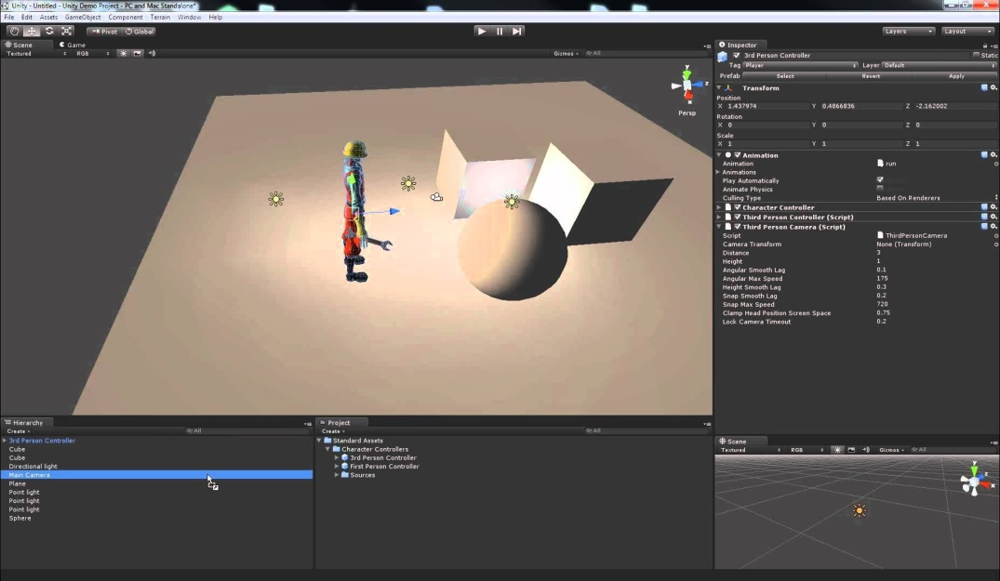 Unity - Untitled - Unity Demo Project - PC and Mac Standalone*
File Edit Assets GameObject Component Terrain Window Help
Pivot Global Layers Layout
Scene Game
Textured RGB Gizmos All
y z x
Persp
Inspector
3rd Person Controller Static
Tag Player Layer Default
Prefab Select Revert Apply
Transform
Position
X 1.437974 Y 0.4866836 Z -2.162002
Rotation
X 0 Y 0 Z 0
Scale
X 1 Y 1 Z 1
Animation
Animation run
Animations
Play Automatically
Animate Physics
Culling Type Based On Renderers
Character Controller
Third Person Controller (Script)
Third Person Camera (Script)
Script ThirdPersonCamera
Camera Transform None (Transform)
Distance 3
Height 1
Angular Smooth Lag 0.1
Angular Max Speed 175
Height Smooth Lag 0.3
Snap Smooth Lag 0.2
Snap Max Speed 720
Clamp Head Position Screen Space 0.75
Lock Camera Timeout 0.2
Hierarchy
Create All
3rd Person Controller
Cube
Cube
Directional light
Main Camera
Plane
Point light
Point light
Point light
Sphere
Project
Create All
Standard Assets
Character Controllers
3rd Person Controller
First Person Controller
Sources
Scene
Textured RGB Gizmos All
y z x